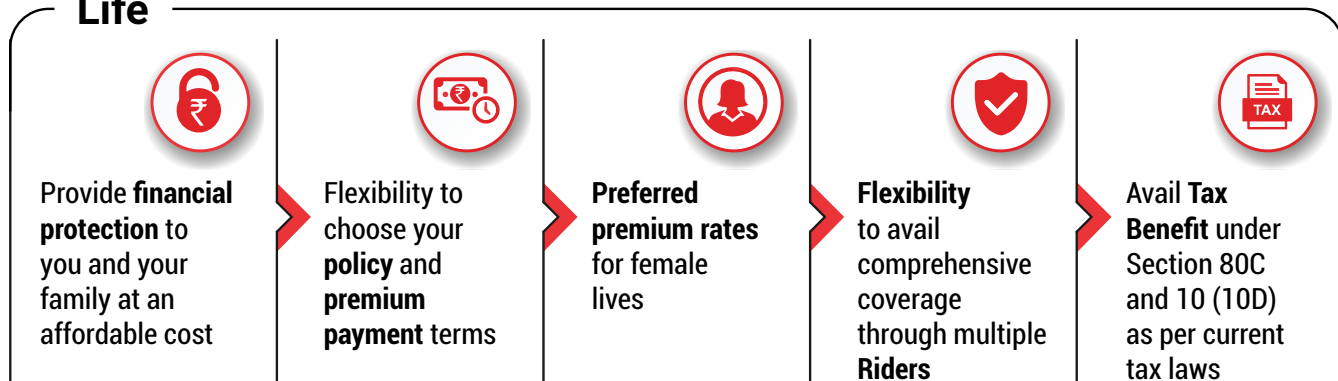 Life
₹
Provide financial
protection to
you and your
family at an
affordable cost
₹
Flexibility to
choose your
policy and
premium
payment terms
Preferred
premium rates
for female
lives
Flexibility
to avail
comprehensive
coverage
through multiple
Riders
TAX
Avail Tax
Benefit under
Section 80C
and 10 (10D)
as per current
tax laws